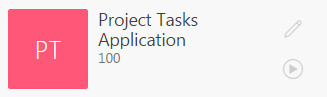 PT
Project Tasks
Application
100